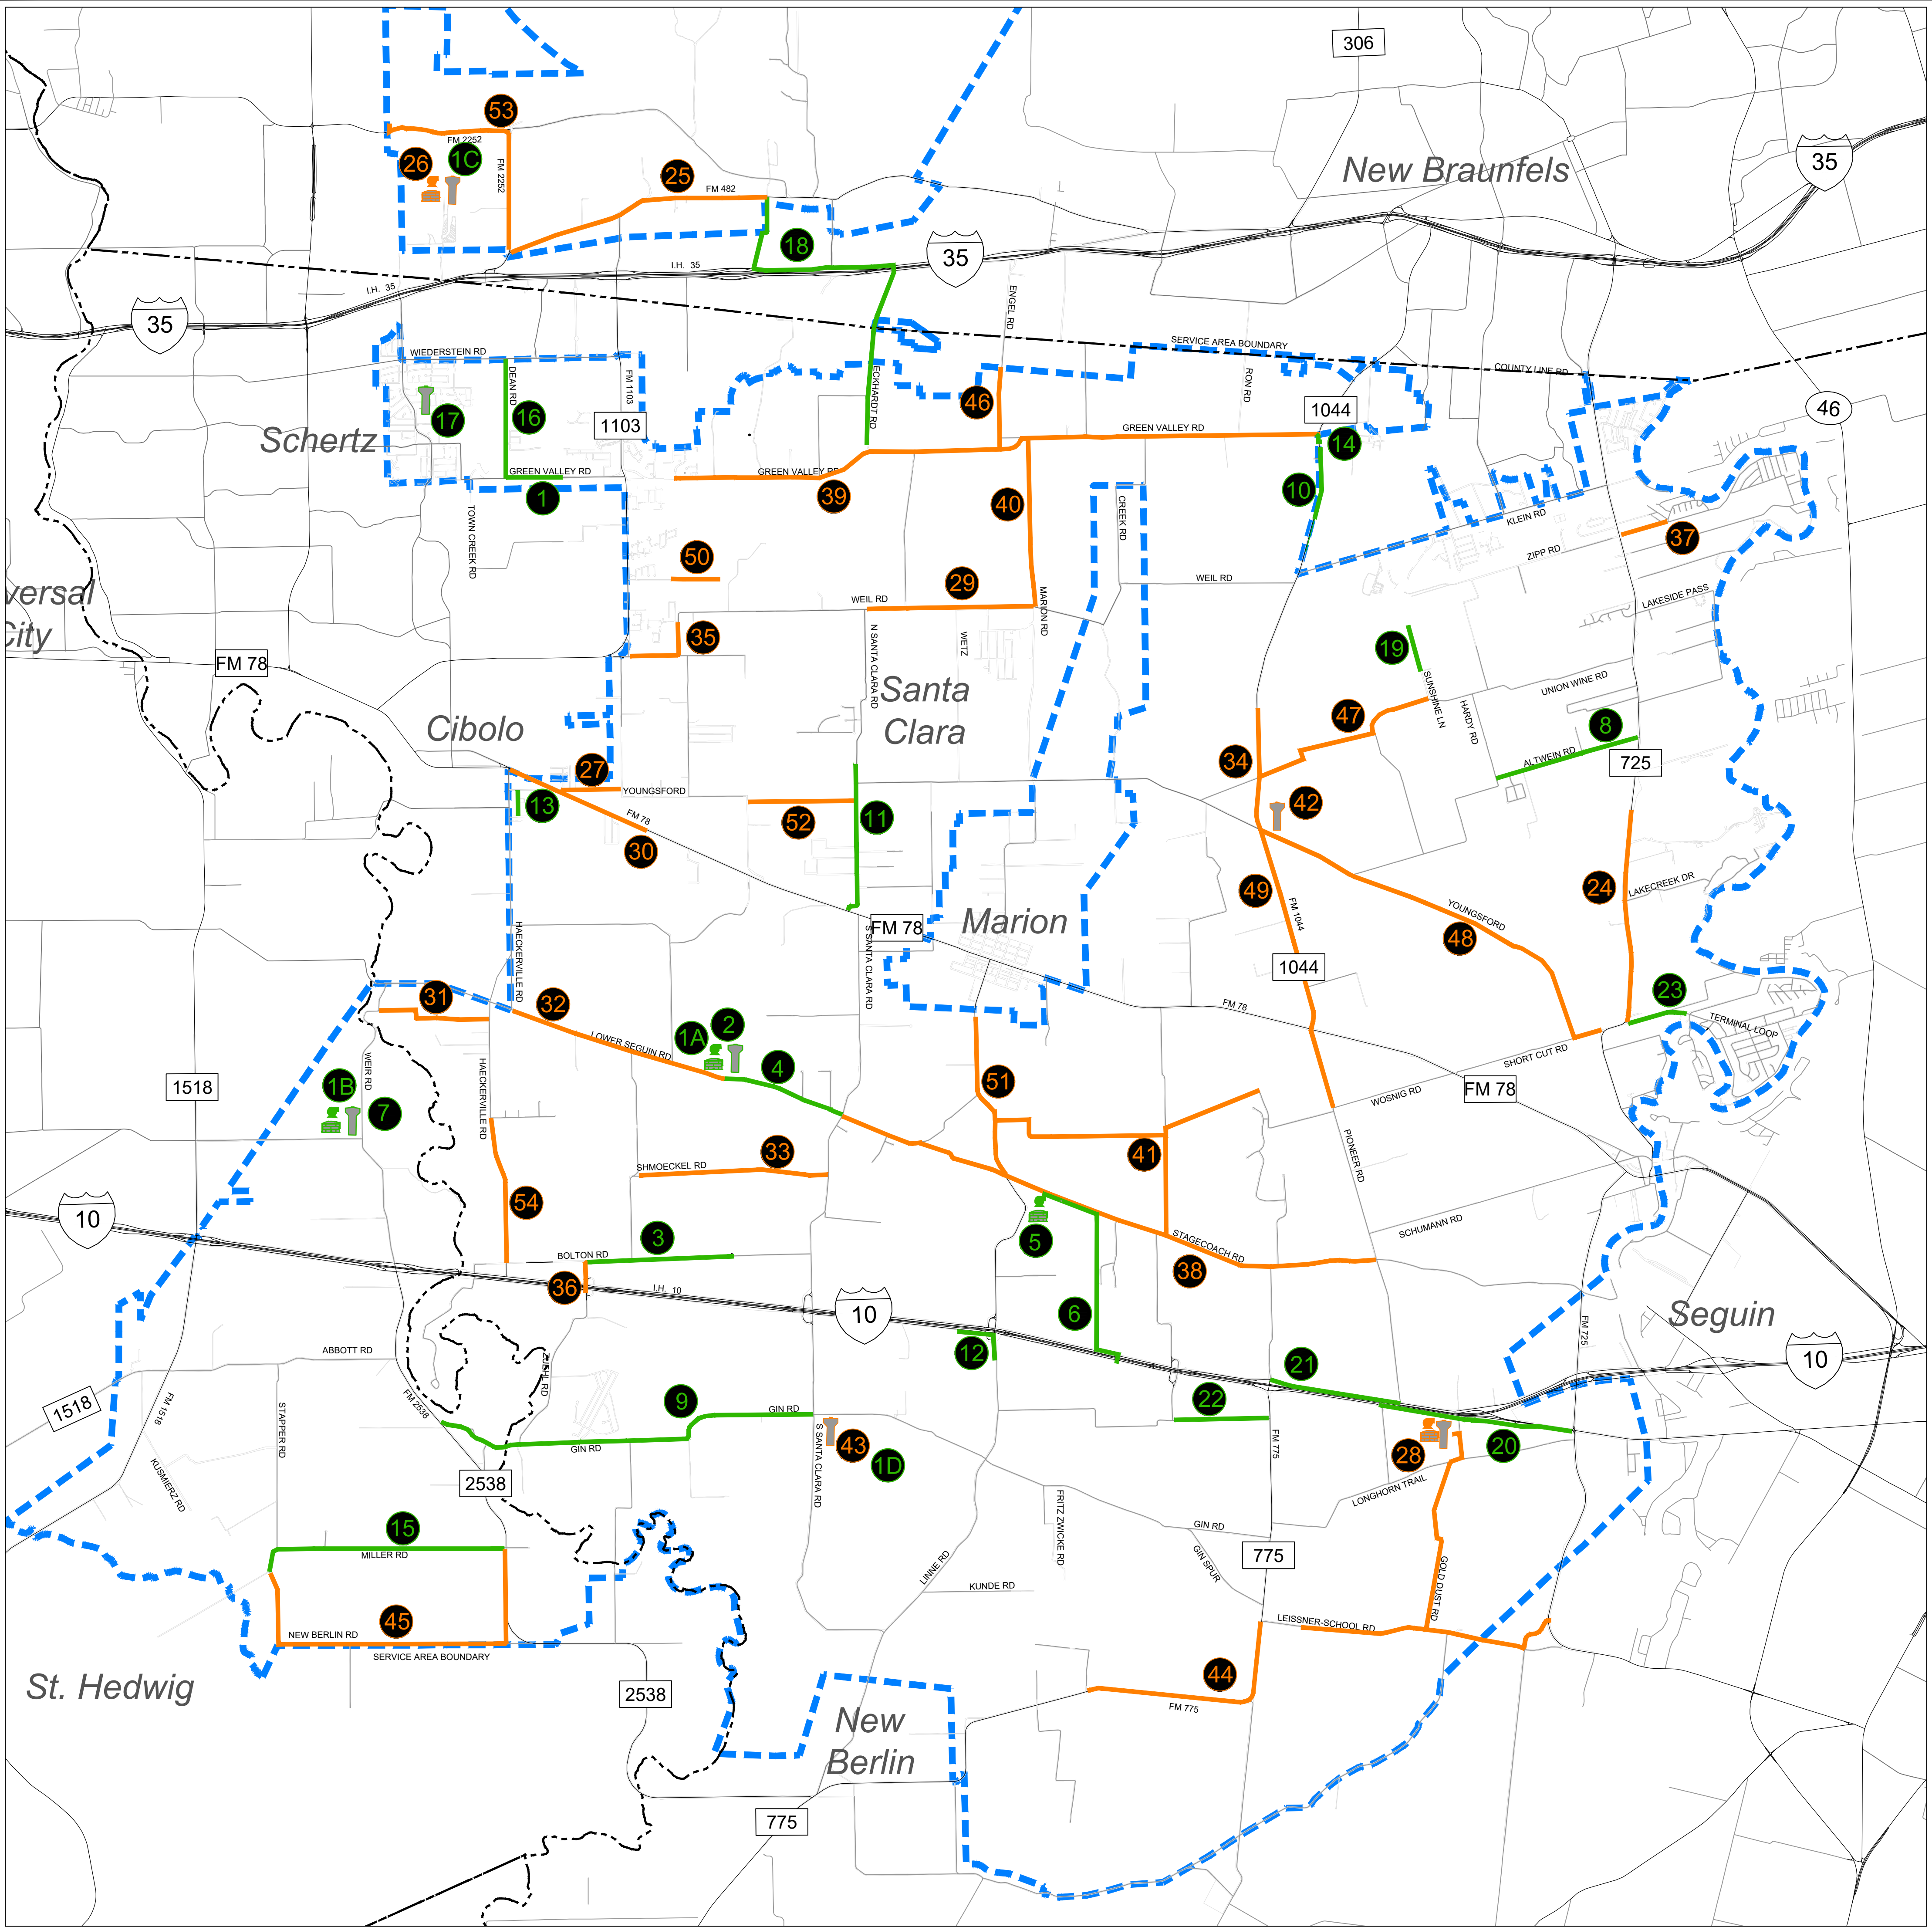 306
53
FM 2252
26
1C
FM 2252
25
FM 482
New Braunfels
35
18
35
I.H. 35
I.H. 35
ENGEL RD
35
SERVICE AREA BOUNDARY
WIEDERSTEIN RD
COUNTY LINE RD
DEAN RD
FM 1103
ECKHARDT RD
RON RD
46
17
16
1103
1044
46
Schertz
GREEN VALLEY RD
14
GREEN VALLEY RD
GREEN VALLEY RD
1
39
40
10
CREEK RD
KLEIN RD
37
TOWN CREEK RD
ZIPP RD
50
29
WEIL RD
versal
City
WEIL RD
MARION RD
LAKESIDE PASS
35
N SANTA CLARA RD
WETZ
19
FM 78
Santa
Clara
SUNSHINE LN
UNION WINE RD
HARDY RD
47
8
Cibolo
34
ALTWEIN RD
725
27
YOUNGSFORD
13
FM 78
52
11
42
30
49
24
LAKECREEK DR
FM 1044
YOUNGSFORD
FM 78
Marion
48
HAECKERVILLE RD
S SANTA CLARA RD
1044
31
32
23
FM 78
TERMINAL LOOP
LOWER SEGUIN RD
1A
2
4
SHORT CUT RD
WEIR RD
HAECKERVILLE RD
1518
1B
7
51
WOSNIG RD
FM 78
PIONEER RD
33
SHMOECKEL RD
41
54
10
SCHUMANN RD
3
BOLTON RD
5
STAGECOACH RD
38
36
I.H. 10
10
6
Seguin
FM 725
ABBOTT RD
ZUEHL RD
12
21
10
1518
FM 1518
FM 2538
9
GIN RD
22
STAPPER RD
GIN RD
S SANTA CLARA RD
43
1D
FM 775
28
20
KUSMIERZ RD
2538
LONGHORN TRAIL
FRITZ ZWICKE RD
GIN RD
15
MILLER RD
GIN SPUR
775
LINNE RD
KUNDE RD
GOLD DUST RD
45
NEW BERLIN RD
LEISSNER-SCHOOL RD
SERVICE AREA BOUNDARY
St. Hedwig
2538
44
FM 775
New
Berlin
775